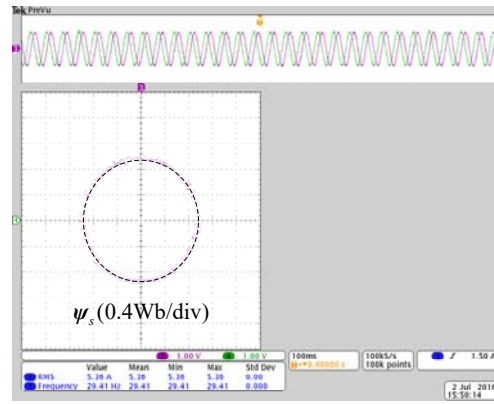 Tek PreVu
ψs (0.4Wb/div)
1.00 V 1.00 V
100ms
0.00000 s
100kS/s
100k points
1.50 A
Value Mean Min Max Std Dev
RMS 5.36 A 5.36 5.36 5.36 0.00
Frequency 29.41 Hz 29.41 29.41 29.41 0.000
2 Jul 2016
15:50:14